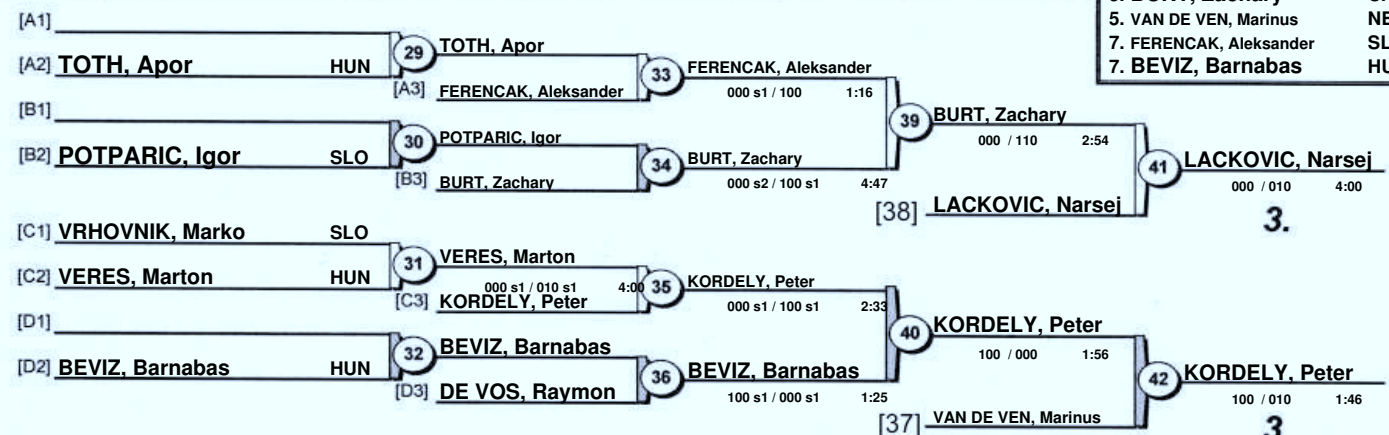 5. VAN DE VEN, Marinus
7. FERENCAK, Aleksander
7. BEVIZ, Barnabas
[A1]
[A2] TOTH, Apor HUN
29
TOTH, Apor
[A3] FERENCAK, Aleksander
33
FERENCAK, Aleksander
000 s1 / 100 1:16
[B1]
[B2] POTPARIC, Igor SLO
30
POTPARIC, Igor
[B3] BURT, Zachary
34
BURT, Zachary
000 s2 / 100 s1 4:47
39
BURT, Zachary
000 / 110 2:54
[38] LACKOVIC, Narsej
41
LACKOVIC, Narsej
000 / 010 4:00
3.
[C1] VRHOVNIK, Marko SLO
[C2] VERES, Marton HUN
31
VERES, Marton
000 s1 / 010 s1 4:00
[C3] KORDELY, Peter
35
KORDELY, Peter
000 s1 / 100 s1 2:33
[D1]
[D2] BEVIZ, Barnabas HUN
32
BEVIZ, Barnabas
[D3] DE VOS, Raymon
36
BEVIZ, Barnabas
100 s1 / 000 s1 1:25
40
KORDELY, Peter
100 / 000 1:56
[37] VAN DE VEN, Marinus
42
KORDELY, Peter
100 / 010 1:46
3